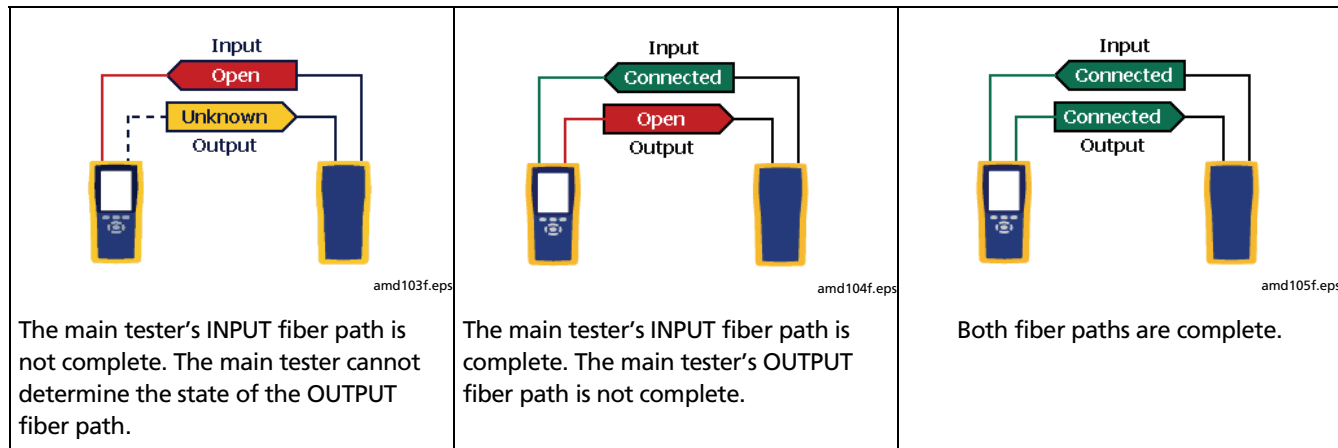 Input
Open
Unknown
Output
amd103f.eps
The main tester’s INPUT fiber path is
not complete. The main tester cannot
determine the state of the OUTPUT
fiber path.
Input
Connected
Open
Output
amd104f.eps
The main tester’s INPUT fiber path is
complete. The main tester’s OUTPUT
fiber path is not complete.
Input
Connected
Connected
Output
amd105f.eps
Both fiber paths are complete.